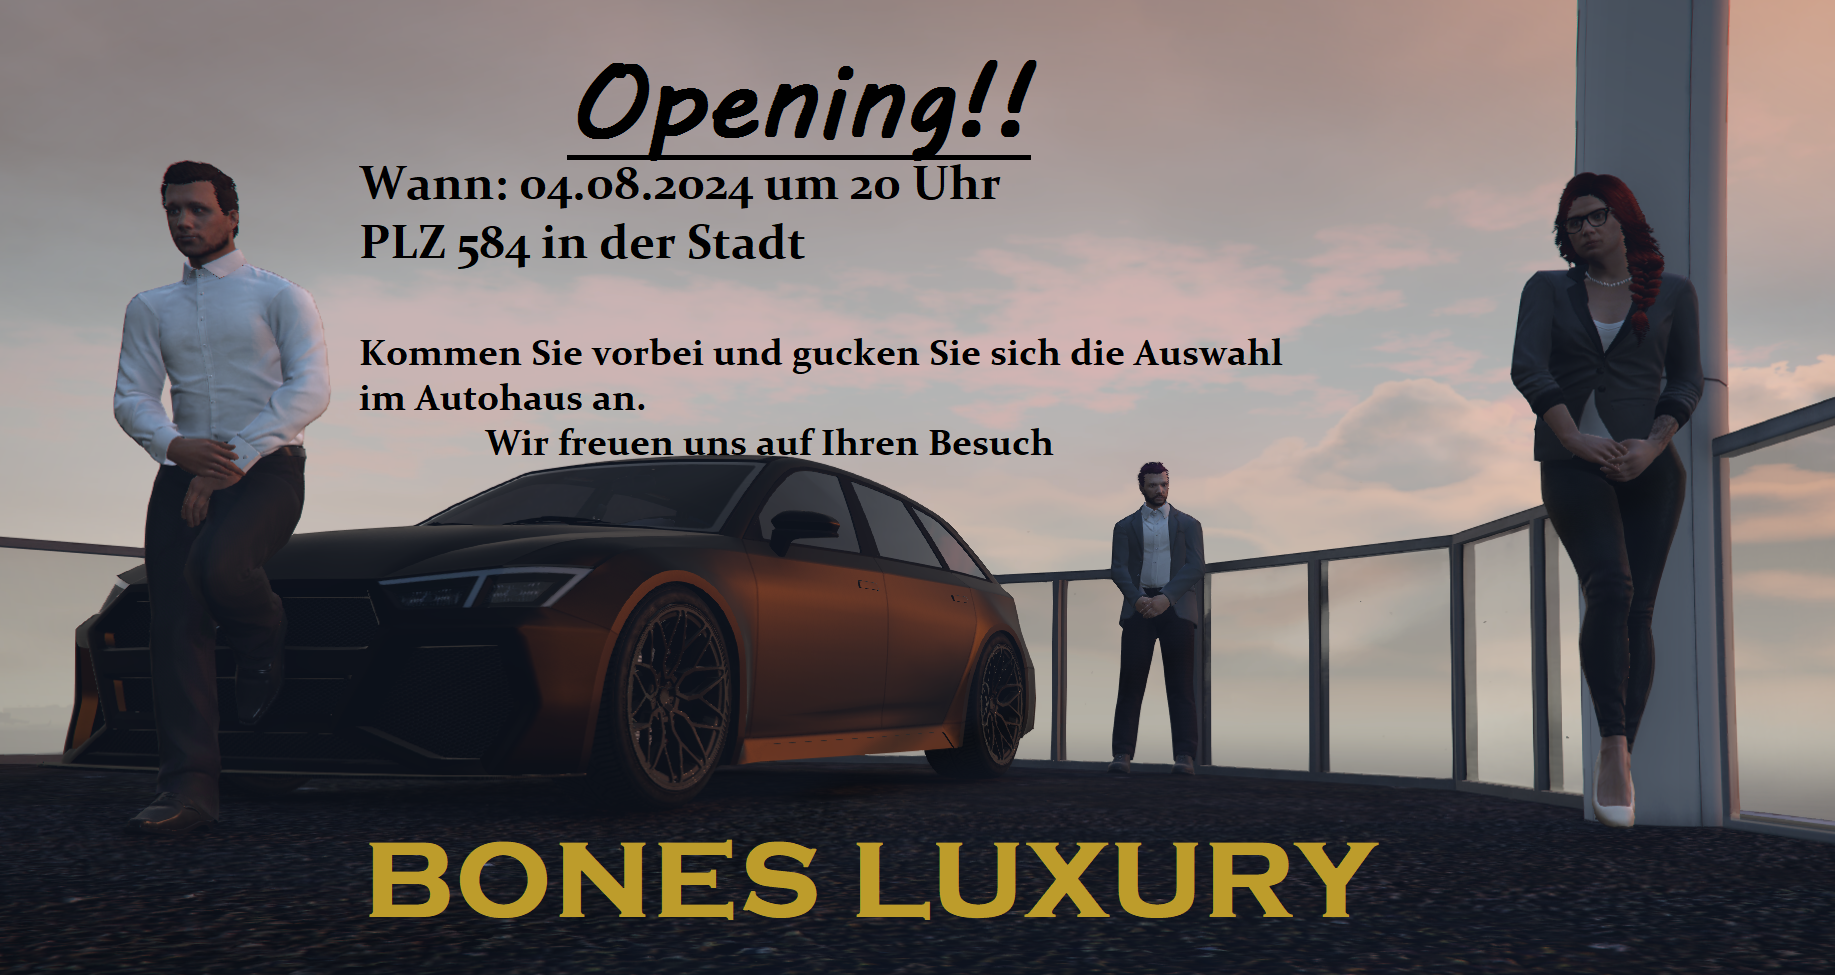 Opening!!
Wann: 04.08.2024 um 20 Uhr
PLZ 584 in der Stadt
Kommen Sie vorbei und gucken Sie sich die Auswahl
im Autohaus an.
Wir freuen uns auf Ihren Besuch
BONES LUXURY